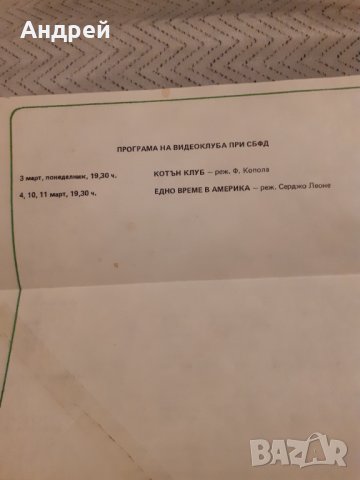 Андрей
ПРОГРАМА НА ВИДЕОКЛУБА ПРИ СБФД
3 март, понеделник, 19,30 ч. КОТЪН КЛУБ — реж. Ф. Копола
4, 10, 11 март, 19,30 ч. ЕДНО ВРЕМЕ В АМЕРИКА — реж. Серджо Леоне
BAZAR